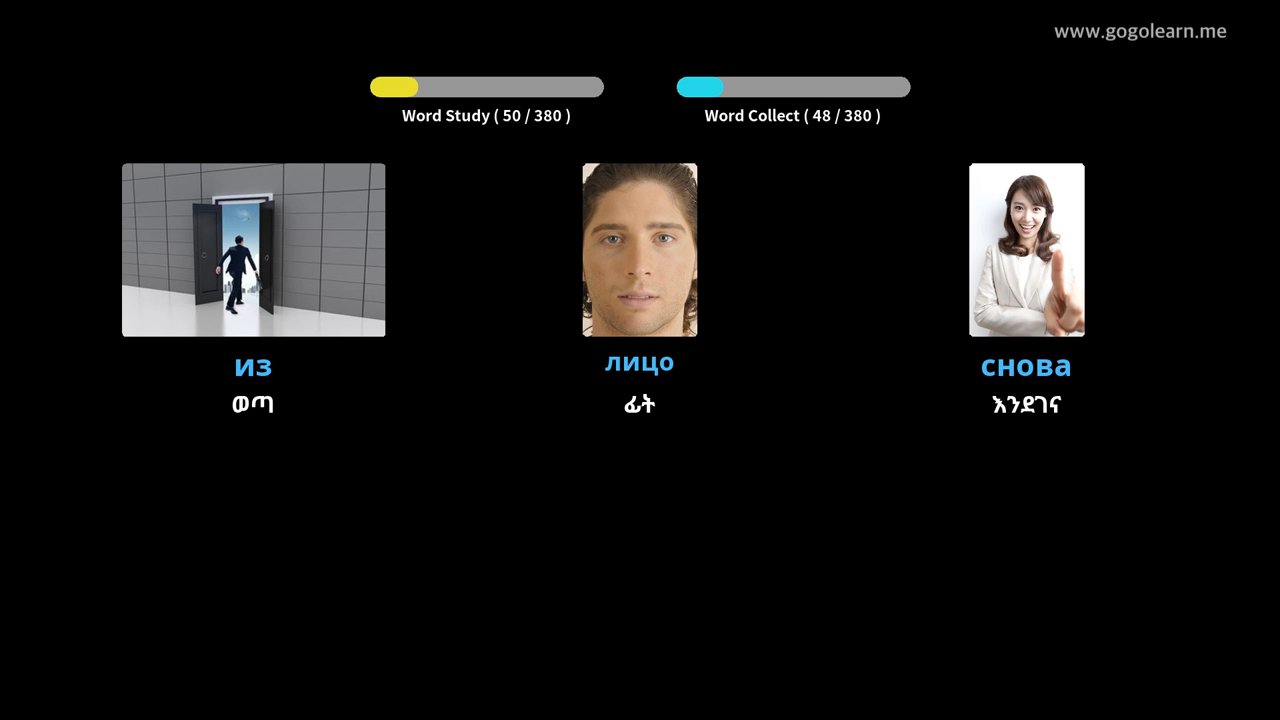 www.gogolearn.me
Word Study ( 50 / 380 )
Word Collect ( 48 / 380 )
из
лицо
снова
ወጣ
ፊት
እንደገና